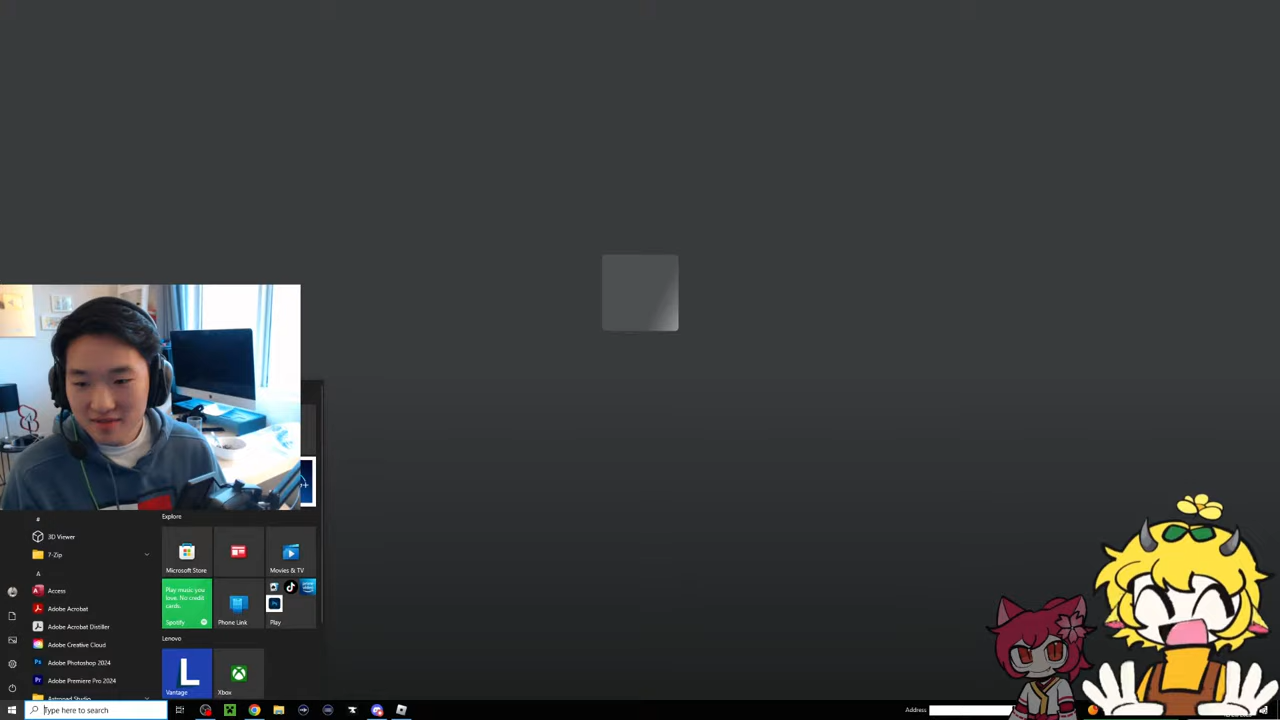 #
3D Viewer
7-Zip
A
Access
Adobe Acrobat
Adobe Acrobat Distiller
Adobe Creative Cloud
Adobe Photoshop 2024
Adobe Premiere Pro 2024
Explore
Microsoft Store
Movies & TV
Play music you
love. No credit
cards.
Spotify
Phone Link
Play
Lenovo
L
Vantage
Xbox
Type here to search
Address